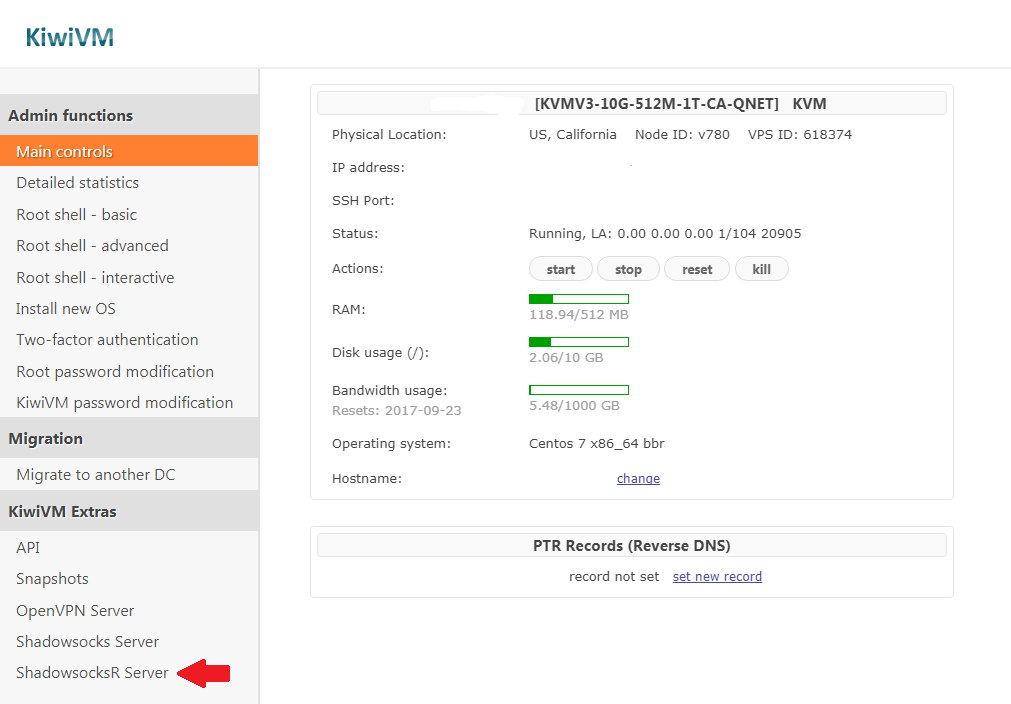 KiwiVM
Admin functions
Main controls
Detailed statistics
Root shell - basic
Root shell - advanced
Root shell - interactive
Install new OS
Two-factor authentication
Root password modification
KiwiVM password modification
Migration
Migrate to another DC
KiwiVM Extras
API
Snapshots
OpenVPN Server
Shadowsocks Server
ShadowsocksR Server
[KVMV3-10G-512M-1T-CA-QNET] KVM
Physical Location: US, California Node ID: v780 VPS ID: 618374
IP address:
SSH Port:
Status: Running, LA: 0.00 0.00 0.00 1/104 20905
Actions: start stop reset kill
RAM:
118.94/512 MB
Disk usage (/):
2.06/10 GB
Bandwidth usage:
Resets: 2017-09-23
5.48/1000 GB
Operating system: Centos 7 x86_64 bbr
Hostname: change
PTR Records (Reverse DNS)
record not set set new record